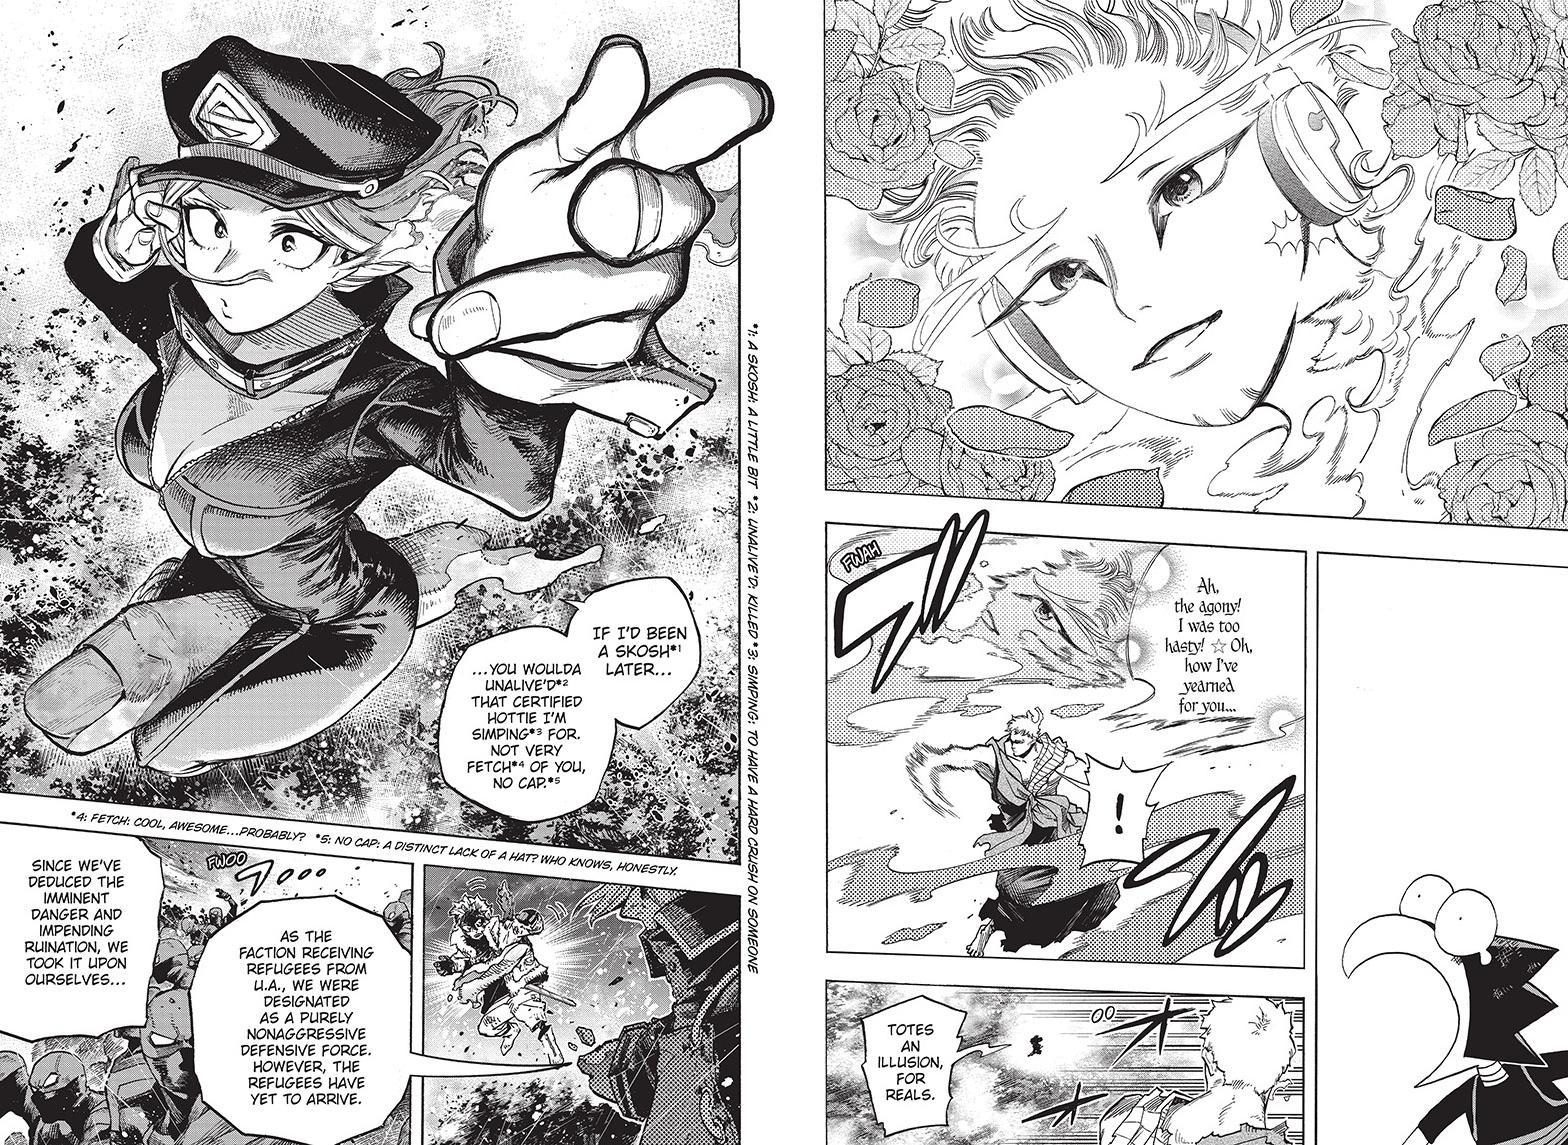 FWAH
Ah,
the agony!
I was too
hasty! ☆ Oh,
how I've
yearned
for you...
!
TOTES
AN
ILLUSION,
FOR
REALS.
IF I'D BEEN
A SKOSH*1
LATER...
...YOU WOULDA
UNALIVE'D*2
THAT CERTIFIED
HOTTIE I'M
SIMPING*3 FOR.
NOT VERY
FETCH*4 OF YOU,
NO CAP.*5
*1: A SKOSH: A LITTLE BIT *2: UNALIVE'D: KILLED *3: SIMPING: TO HAVE A HARD CRUSH ON SOMEONE
*4: FETCH: COOL, AWESOME...PROBABLY? *5: NO CAP: A DISTINCT LACK OF A HAT? WHO KNOWS, HONESTLY.
FWOO
AS THE
FACTION RECEIVING
REFUGEES FROM
U.A., WE WERE
DESIGNATED
AS A PURELY
NONAGGRESSIVE
DEFENSIVE FORCE.
HOWEVER, THE
REFUGEES HAVE
YET TO ARRIVE.
SINCE WE'VE
DEDUCED THE
IMMINENT
DANGER AND
IMPENDING
RUINATION, WE
TOOK IT UPON
OURSELVES...